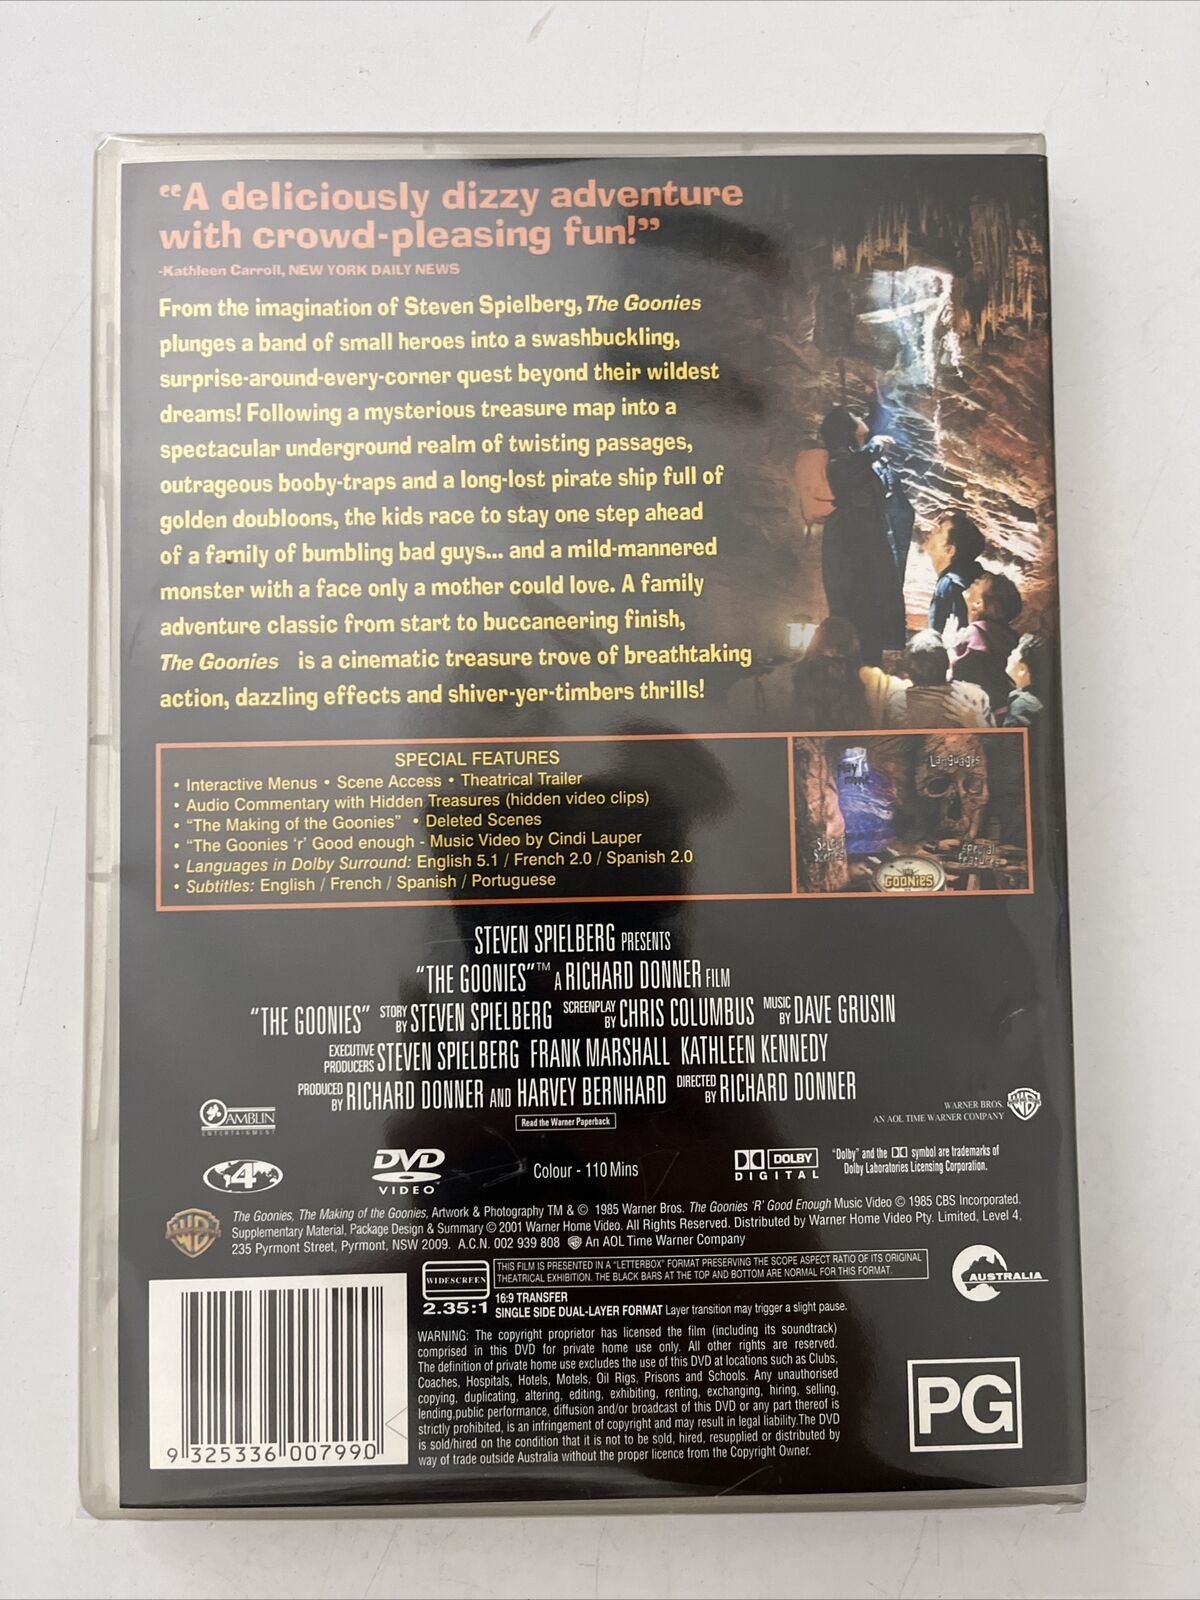 “A deliciously dizzy adventure
with crowd-pleasing fun!”
-Kathleen Carroll, NEW YORK DAILY NEWS
From the imagination of Steven Spielberg, The Goonies
plunges a band of small heroes into a swashbuckling,
surprise-around-every-corner quest beyond their wildest
dreams! Following a mysterious treasure map into a
spectacular underground realm of twisting passages,
outrageous booby-traps and a long-lost pirate ship full of
golden doubloons, the kids race to stay one step ahead
of a family of bumbling bad guys... and a mild-mannered
monster with a face only a mother could love. A family
adventure classic from start to buccaneering finish,
The Goonies is a cinematic treasure trove of breathtaking
action, dazzling effects and shiver-yer-timbers thrills!
SPECIAL FEATURES
• Interactive Menus • Scene Access • Theatrical Trailer
• Audio Commentary with Hidden Treasures (hidden video clips)
• “The Making of the Goonies” • Deleted Scenes
• “The Goonies ‘r’ Good enough - Music Video by Cindi Lauper
• Languages in Dolby Surround: English 5.1 / French 2.0 / Spanish 2.0
• Subtitles: English / French / Spanish / Portuguese
Play movie
Languages
Select Scenes
Special Features
GOONIES
STEVEN SPIELBERG PRESENTS
“THE GOONIES”™ A RICHARD DONNER FILM
“THE GOONIES” STORY BY STEVEN SPIELBERG SCREENPLAY BY CHRIS COLUMBUS MUSIC BY DAVE GRUSIN
EXECUTIVE PRODUCERS STEVEN SPIELBERG FRANK MARSHALL KATHLEEN KENNEDY
PRODUCED BY RICHARD DONNER AND HARVEY BERNHARD DIRECTED BY RICHARD DONNER
Read the Warner Paperback
AMBLIN
ENTERTAINMENT
WARNER BROS.
AN AOL TIME WARNER COMPANY
4
DVD
VIDEO
Colour - 110 Mins
DOLBY
DIGITAL
“Dolby” and the DD symbol are trademarks of
Dolby Laboratories Licensing Corporation.
The Goonies, The Making of the Goonies, Artwork & Photography TM & © 1985 Warner Bros. The Goonies ‘R’ Good Enough Music Video © 1985 CBS Incorporated.
Supplementary Material, Package Design & Summary © 2001 Warner Home Video. All Rights Reserved. Distributed by Warner Home Video Pty. Limited, Level 4,
235 Pyrmont Street, Pyrmont, NSW 2009. A.C.N. 002 939 808 An AOL Time Warner Company
WIDESCREEN
2.35:1
THIS FILM IS PRESENTED IN A “LETTERBOX” FORMAT PRESERVING THE SCOPE ASPECT RATIO OF ITS ORIGINAL
THEATRICAL EXHIBITION. THE BLACK BARS AT THE TOP AND BOTTOM ARE NORMAL FOR THIS FORMAT.
16:9 TRANSFER
SINGLE SIDE DUAL-LAYER FORMAT Layer transition may trigger a slight pause.
AUSTRALIA
WARNING: The copyright proprietor has licensed the film (including its soundtrack)
comprised in this DVD for private home use only. All other rights are reserved.
The definition of private home use excludes the use of this DVD at locations such as Clubs,
Coaches, Hospitals, Hotels, Motels, Oil Rigs, Prisons and Schools. Any unauthorised
copying, duplicating, altering, editing, exhibiting, renting, exchanging, hiring, selling,
lending,public performance, diffusion and/or broadcast of this DVD or any part thereof is
strictly prohibited, is an infringement of copyright and may result in legal liability.The DVD
is sold/hired on the condition that it is not to be sold, hired, resupplied or distributed by
way of trade outside Australia without the proper licence from the Copyright Owner.
PG
9 325336 007990